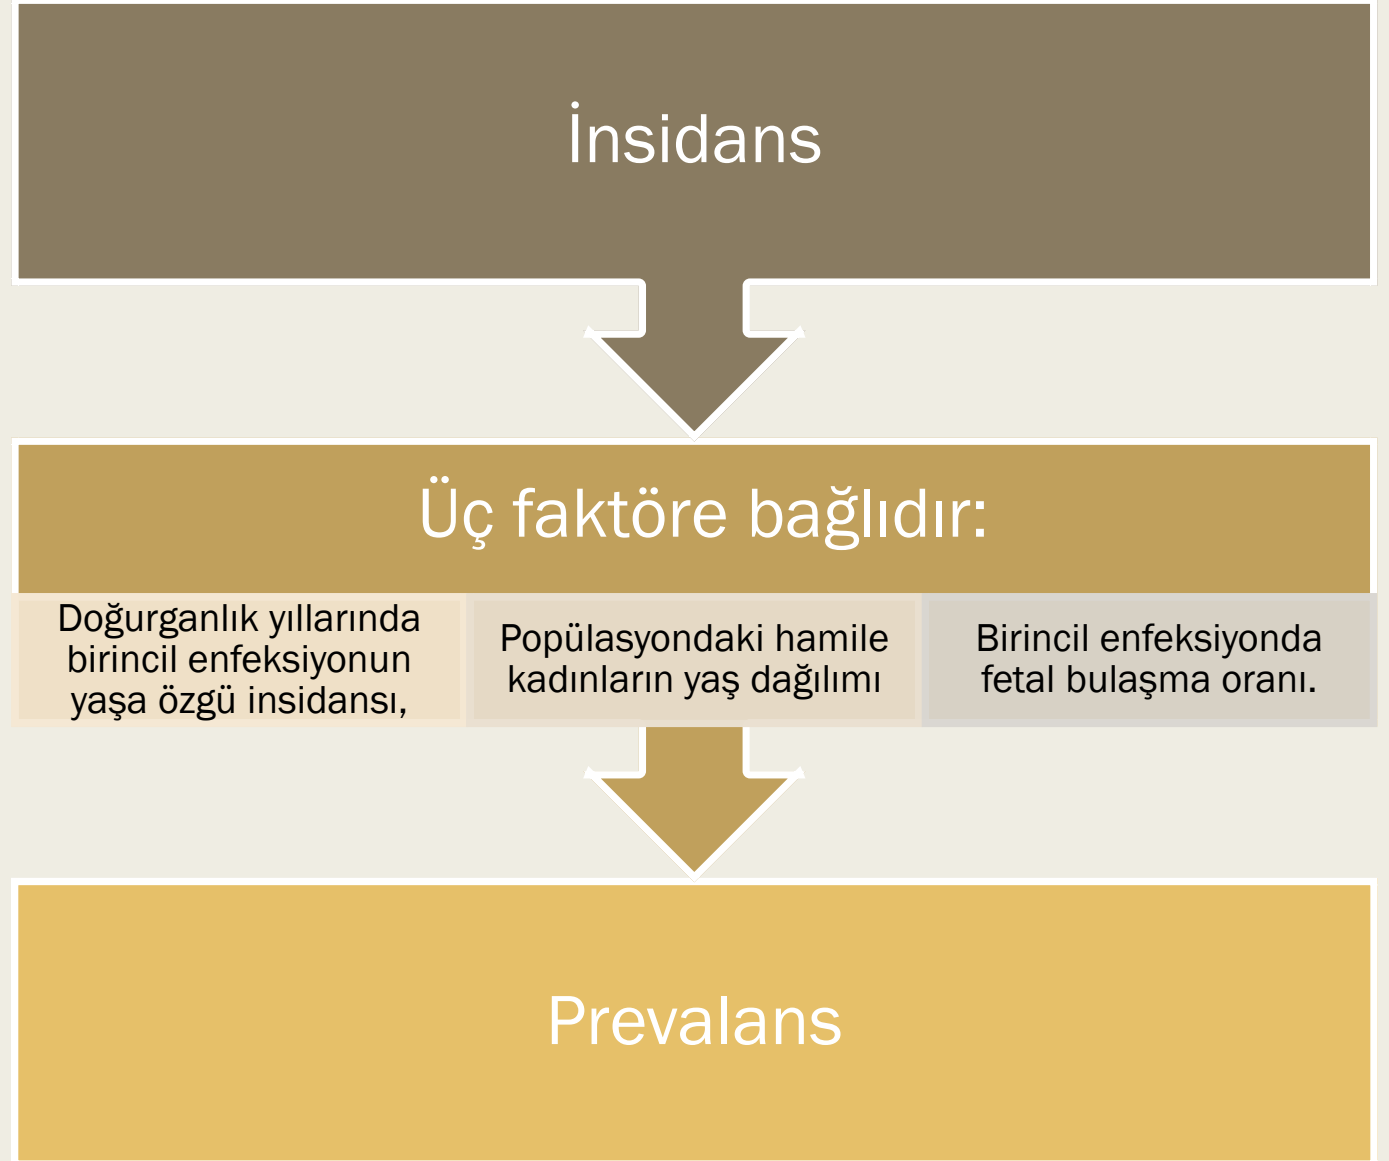 İnsidans
Üç faktöre bağlıdır:
Doğurganlık yıllarında
birincil enfeksiyonun
yaşa özgü insidansı,
Popülasyondaki hamile
kadınların yaş dağılımı
Birincil enfeksiyonda
fetal bulaşma oranı.
Prevalans